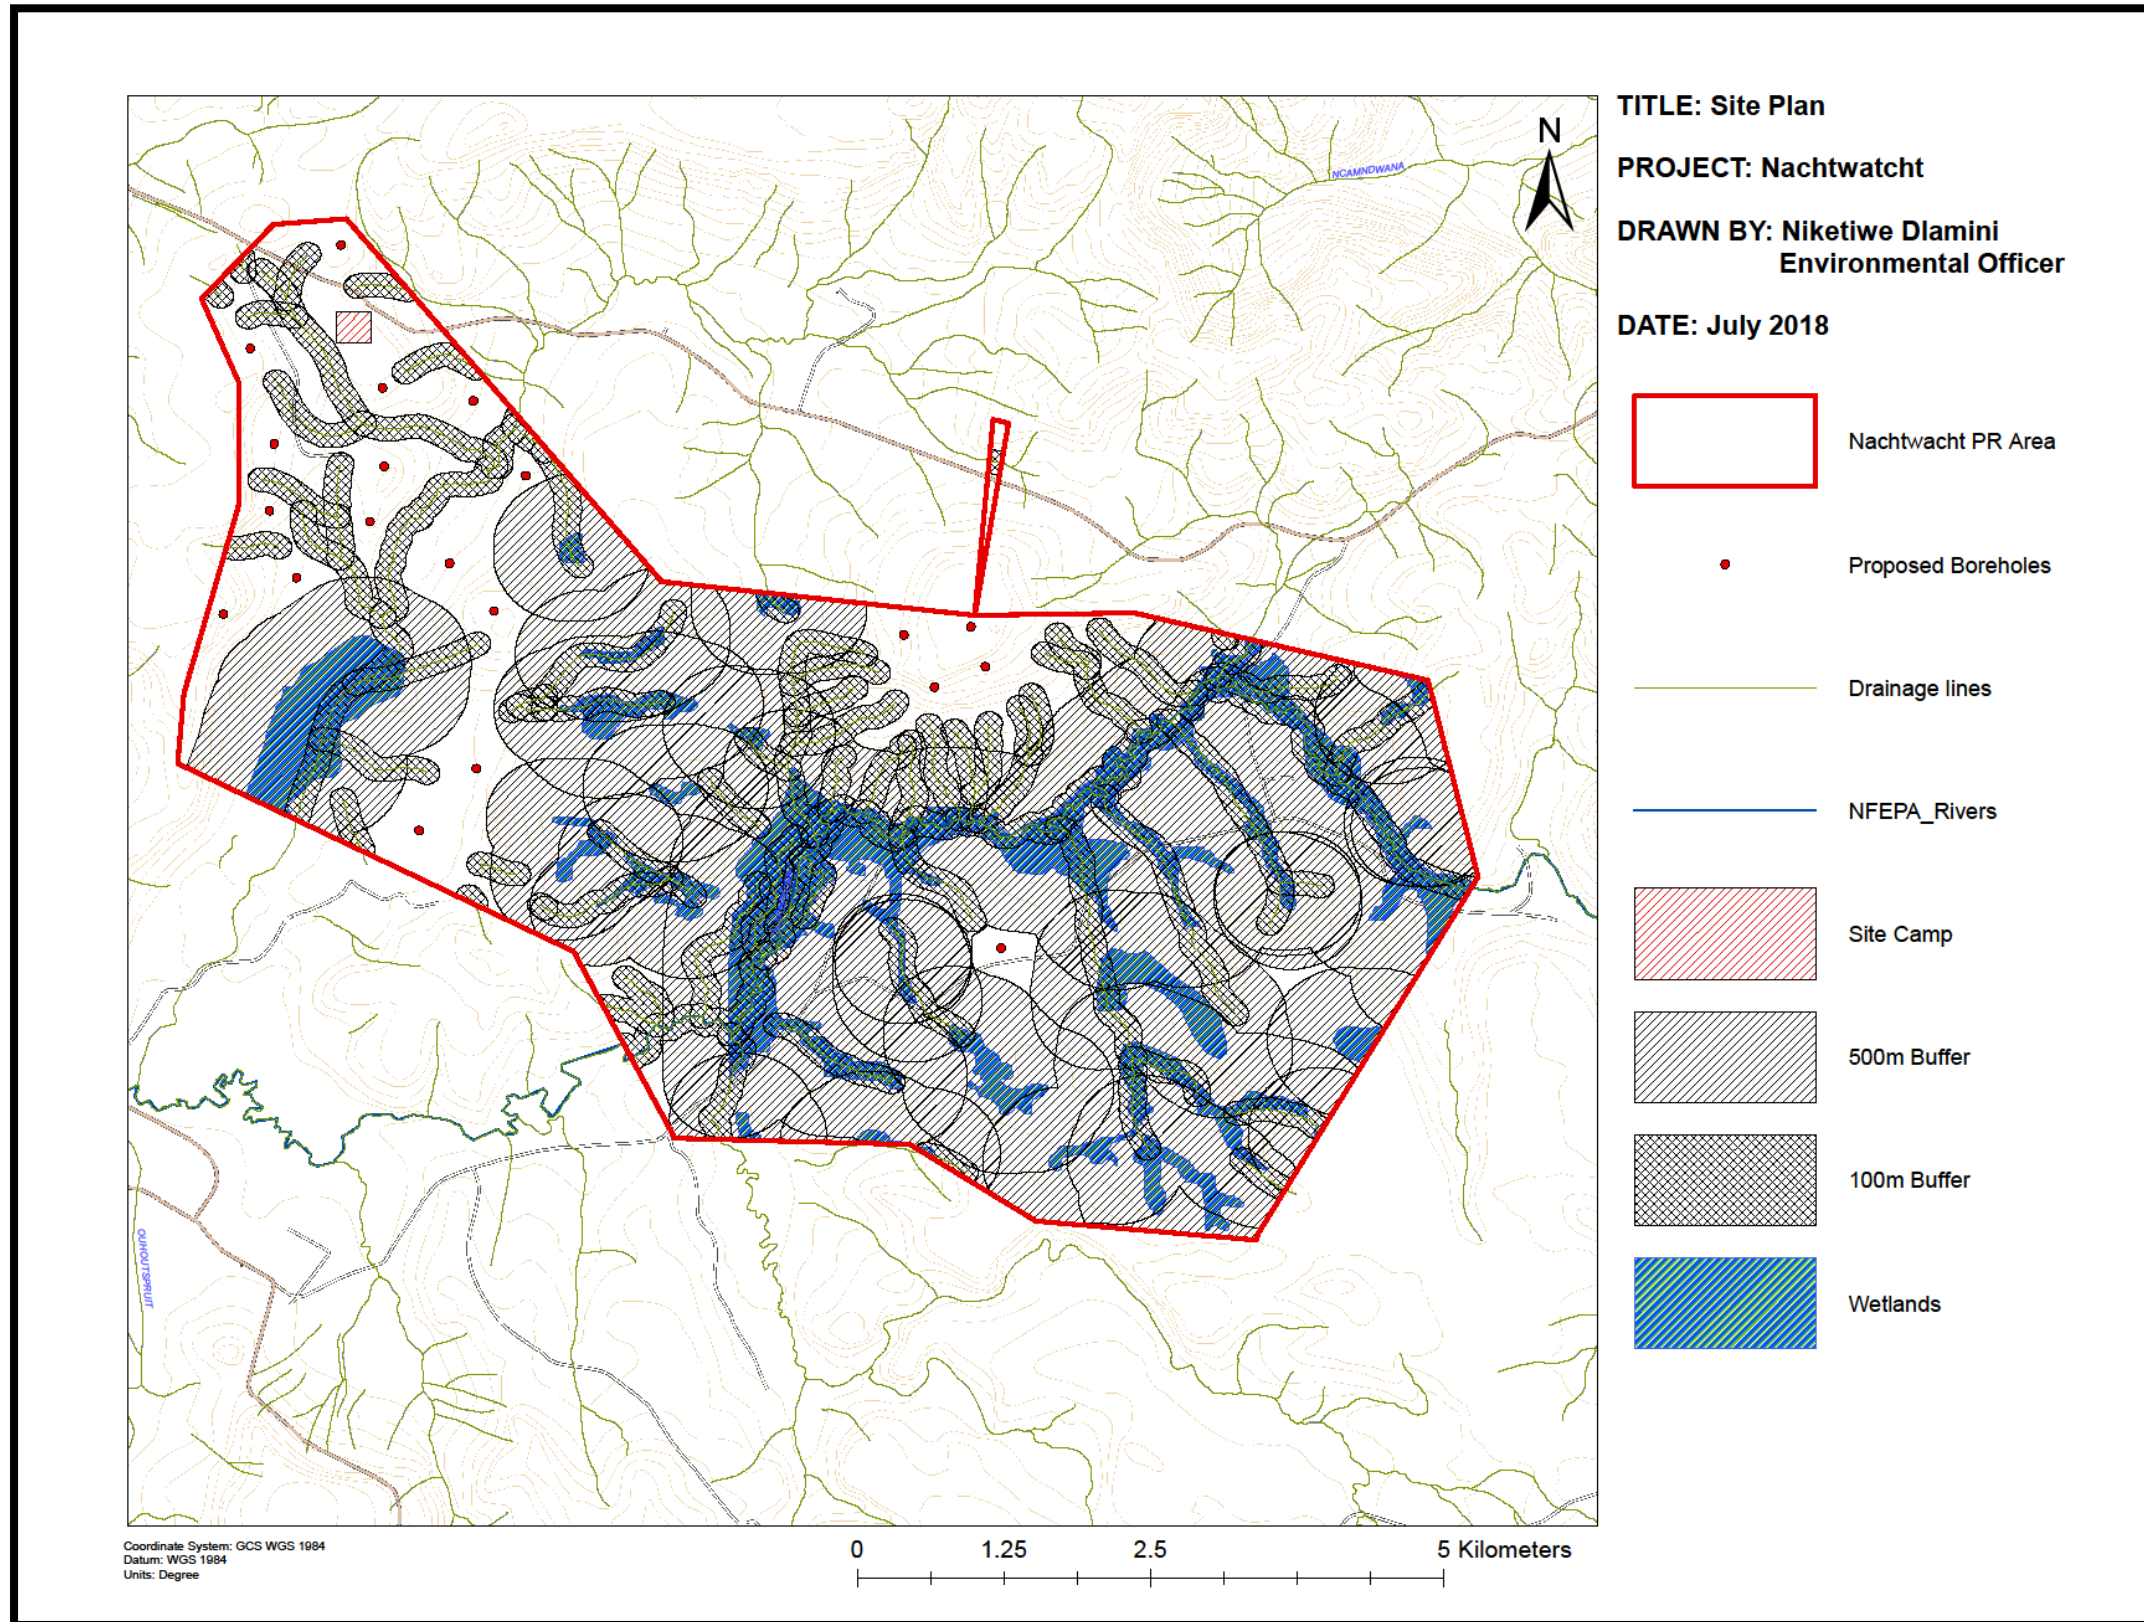 TITLE: Site Plan
PROJECT: Nachtwatcht
DRAWN BY: Niketiwe Dlamini
Environmental Officer
DATE: July 2018
N
NCAMNDWANA
Nachtwacht PR Area
Proposed Boreholes
Drainage lines
NFEPA_Rivers
Site Camp
500m Buffer
100m Buffer
Wetlands
OUHOUTSPRUIT
Coordinate System: GCS WGS 1984
Datum: WGS 1984
Units: Degree
0 1.25 2.5 5 Kilometers